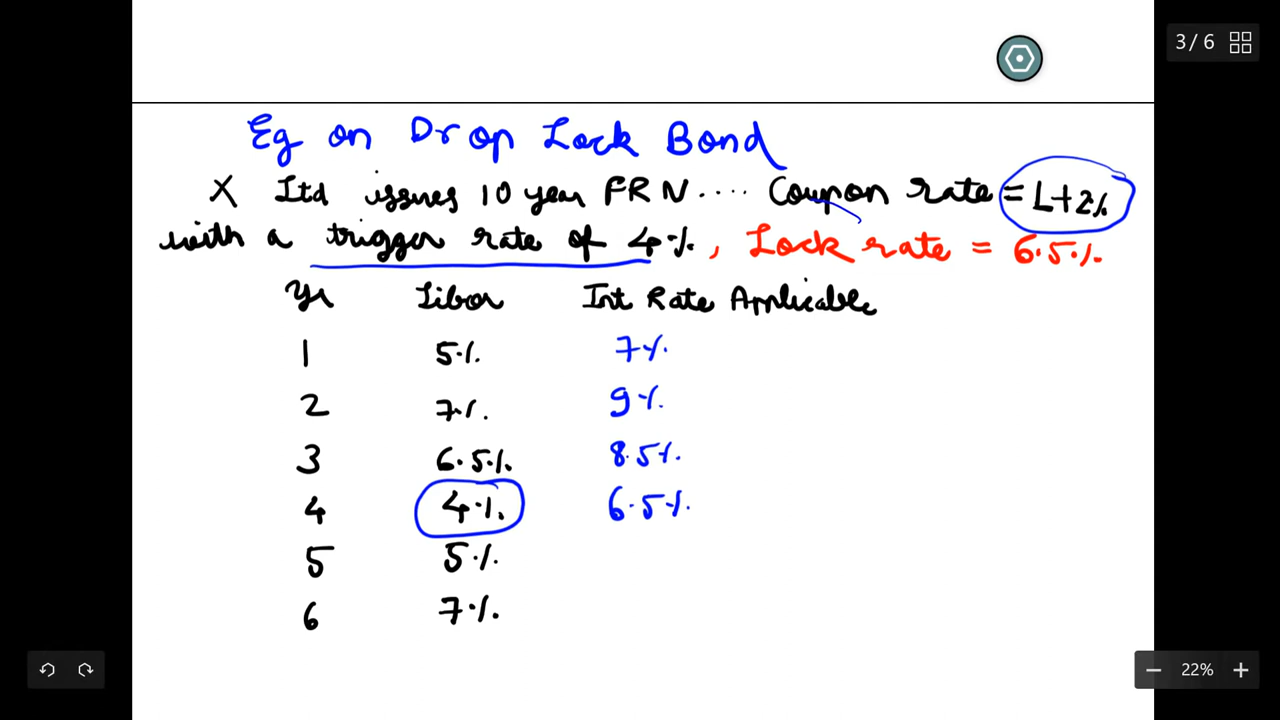 3 / 6
Eg on Drop Lock Bond
X Ltd issues 10 year FRN.... Coupon rate = L+2%
with a trigger rate of 4%, Lock rate = 6.5%
Yr Libor Int Rate Applicable
1 5% 7%
2 7% 9%
3 6.5% 8.5%
4 4% 6.5%
5 5%
6 7%
− 22% +